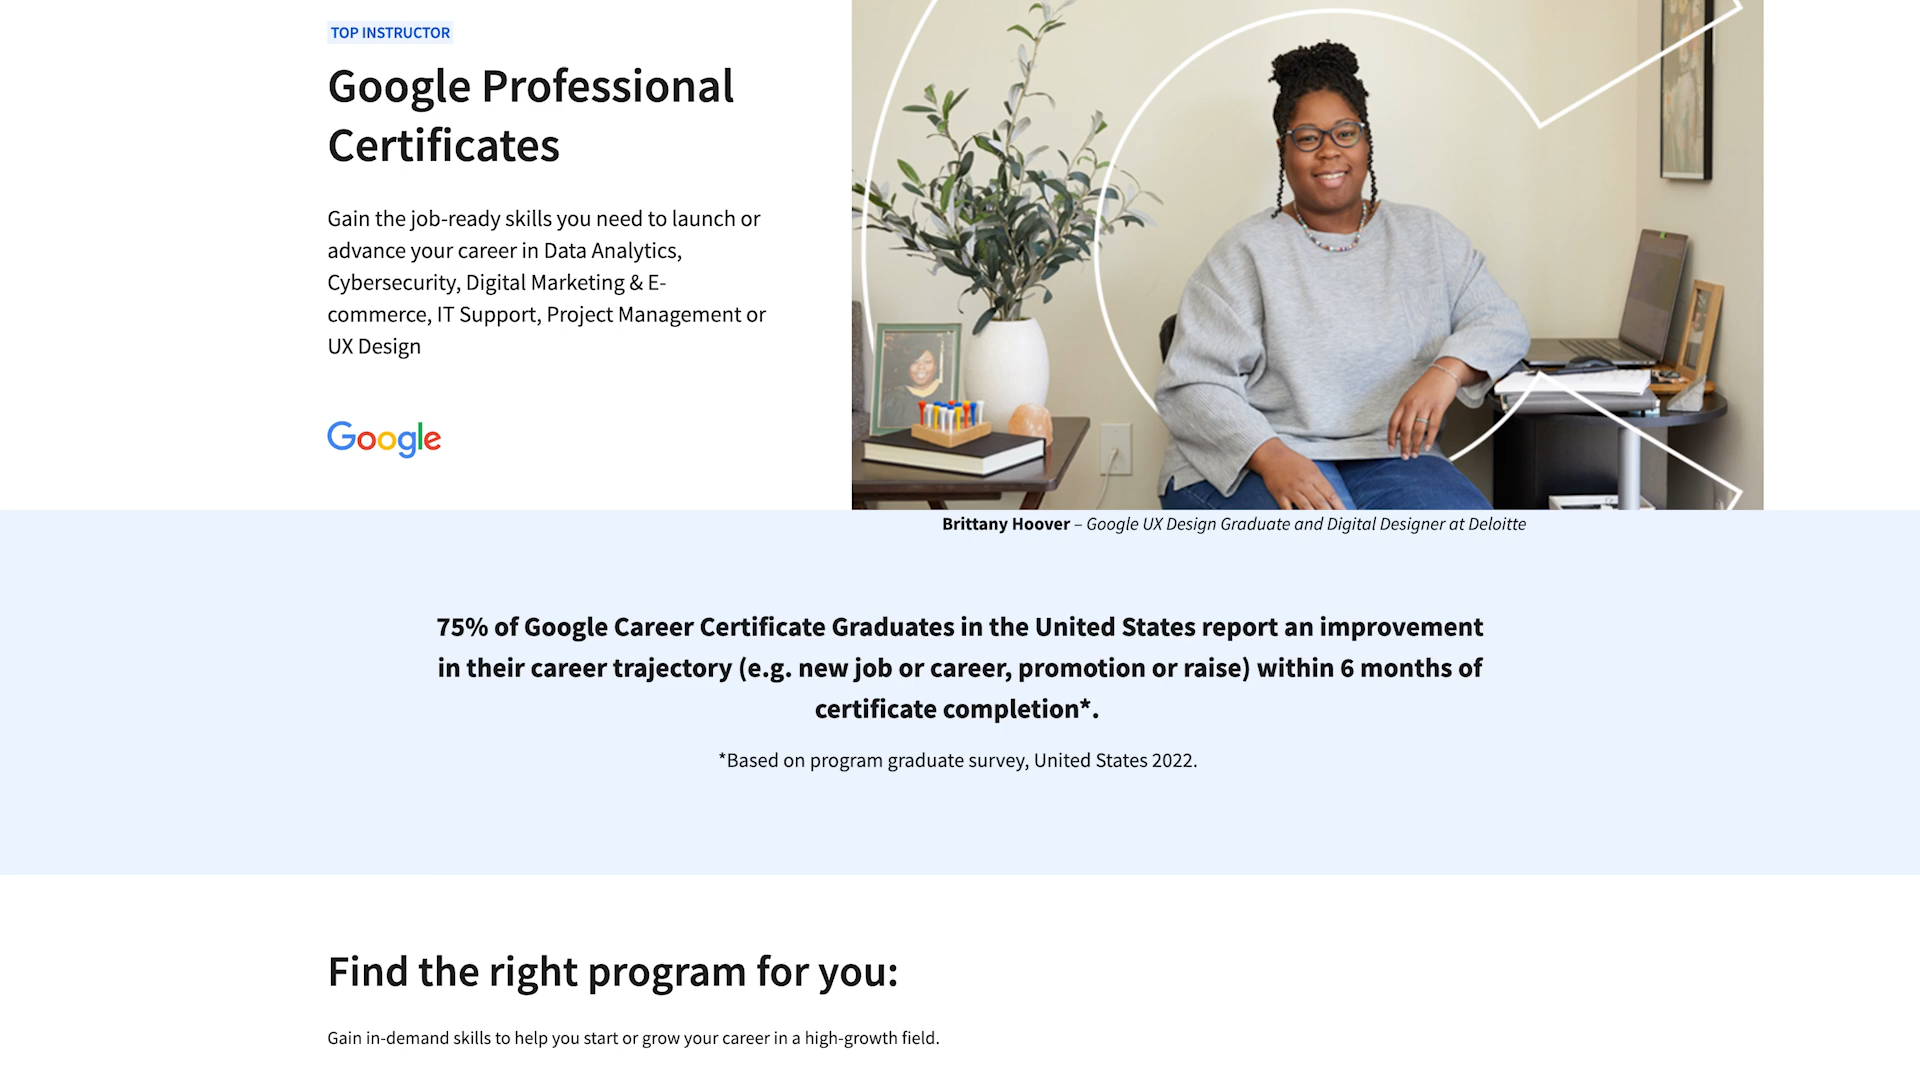 TOP INSTRUCTOR
Google Professional
Certificates
Gain the job-ready skills you need to launch or
advance your career in Data Analytics,
Cybersecurity, Digital Marketing & E-
commerce, IT Support, Project Management or
UX Design
Google
Brittany Hoover – Google UX Design Graduate and Digital Designer at Deloitte
75% of Google Career Certificate Graduates in the United States report an improvement
in their career trajectory (e.g. new job or career, promotion or raise) within 6 months of
certificate completion*.
*Based on program graduate survey, United States 2022.
Find the right program for you:
Gain in-demand skills to help you start or grow your career in a high-growth field.